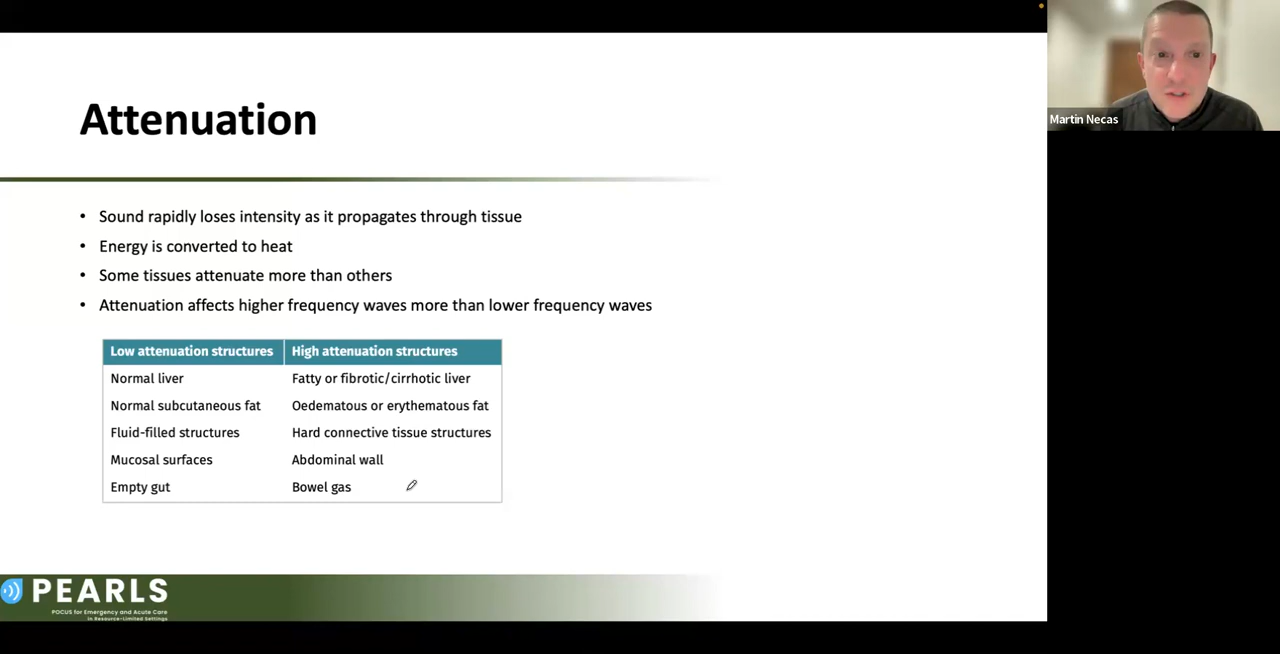 Attenuation
• Sound rapidly loses intensity as it propagates through tissue
• Energy is converted to heat
• Some tissues attenuate more than others
• Attenuation affects higher frequency waves more than lower frequency waves
Low attenuation structures High attenuation structures
Normal liver Fatty or fibrotic/cirrhotic liver
Normal subcutaneous fat Oedematous or erythematous fat
Fluid-filled structures Hard connective tissue structures
Mucosal surfaces Abdominal wall
Empty gut Bowel gas
PEARLS
POCUS for Emergency and Acute Care
in Resource-Limited Settings
Martin Necas